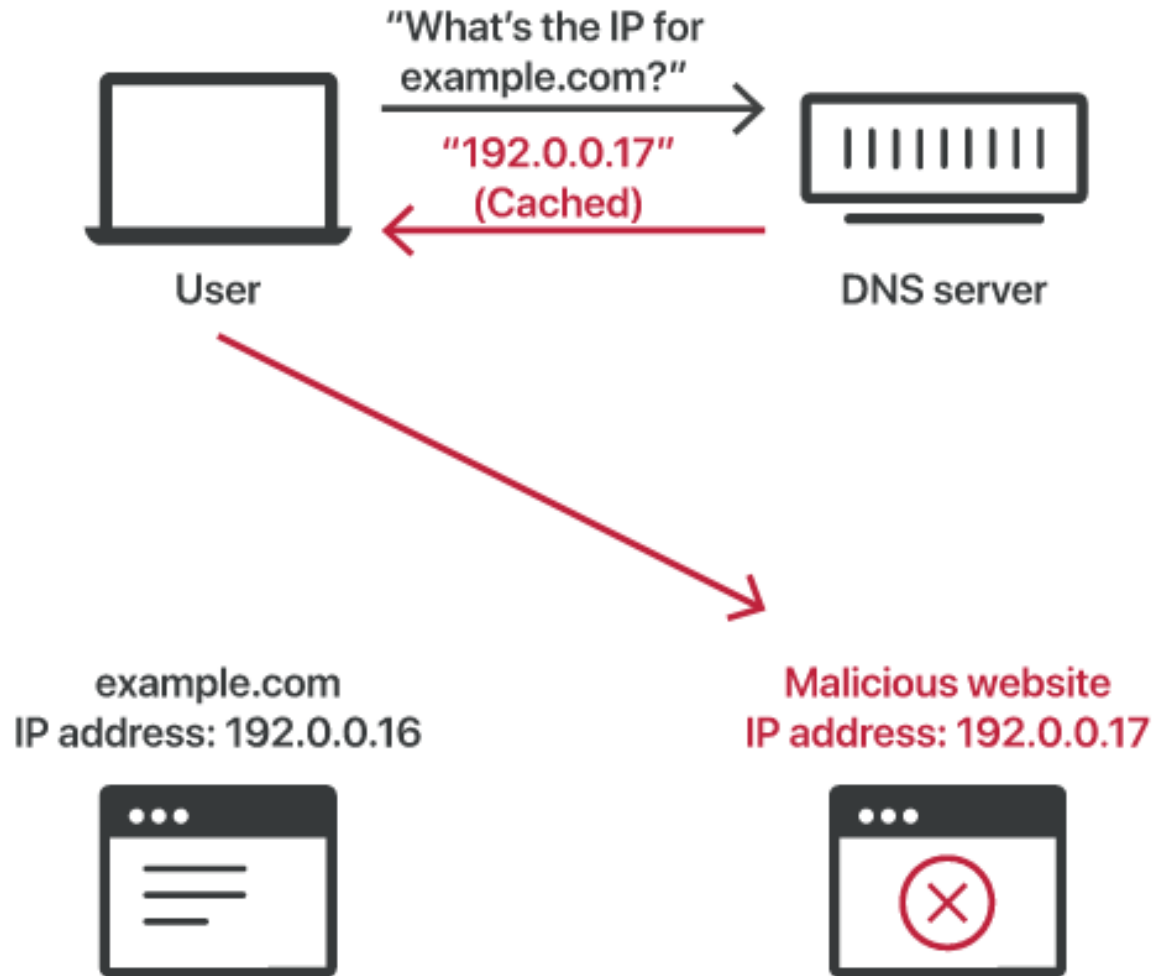 “What’s the IP for
example.com?”
“192.0.0.17”
(Cached)
User
DNS server
example.com
IP address: 192.0.0.16
Malicious website
IP address: 192.0.0.17